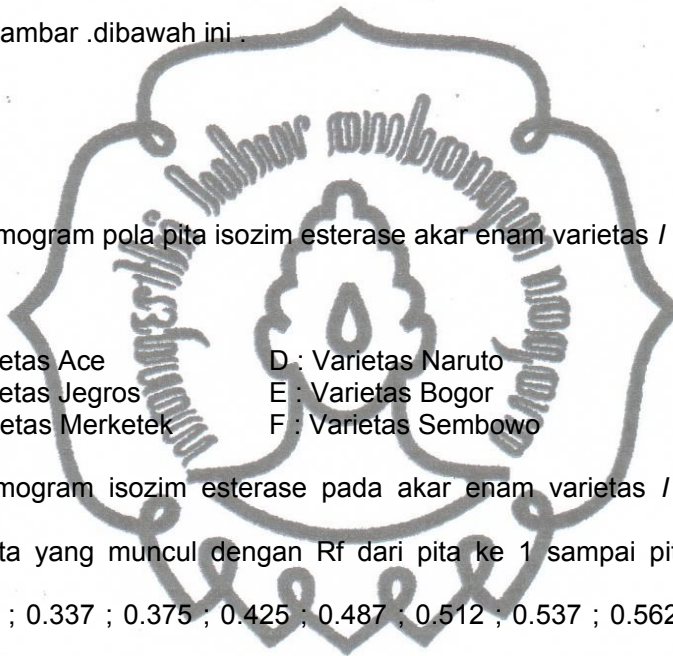 ambar .dibawah ini .
mogram pola pita isozim esterase akar enam varietas I
etas Ace D : Varietas Naruto
etas Jegros E : Varietas Bogor
etas Merketek F : Varietas Sembowo
mogram isozim esterase pada akar enam varietas I
ta yang muncul dengan Rf dari pita ke 1 sampai pit
; 0.337 ; 0.375 ; 0.425 ; 0.487 ; 0.512 ; 0.537 ; 0.562